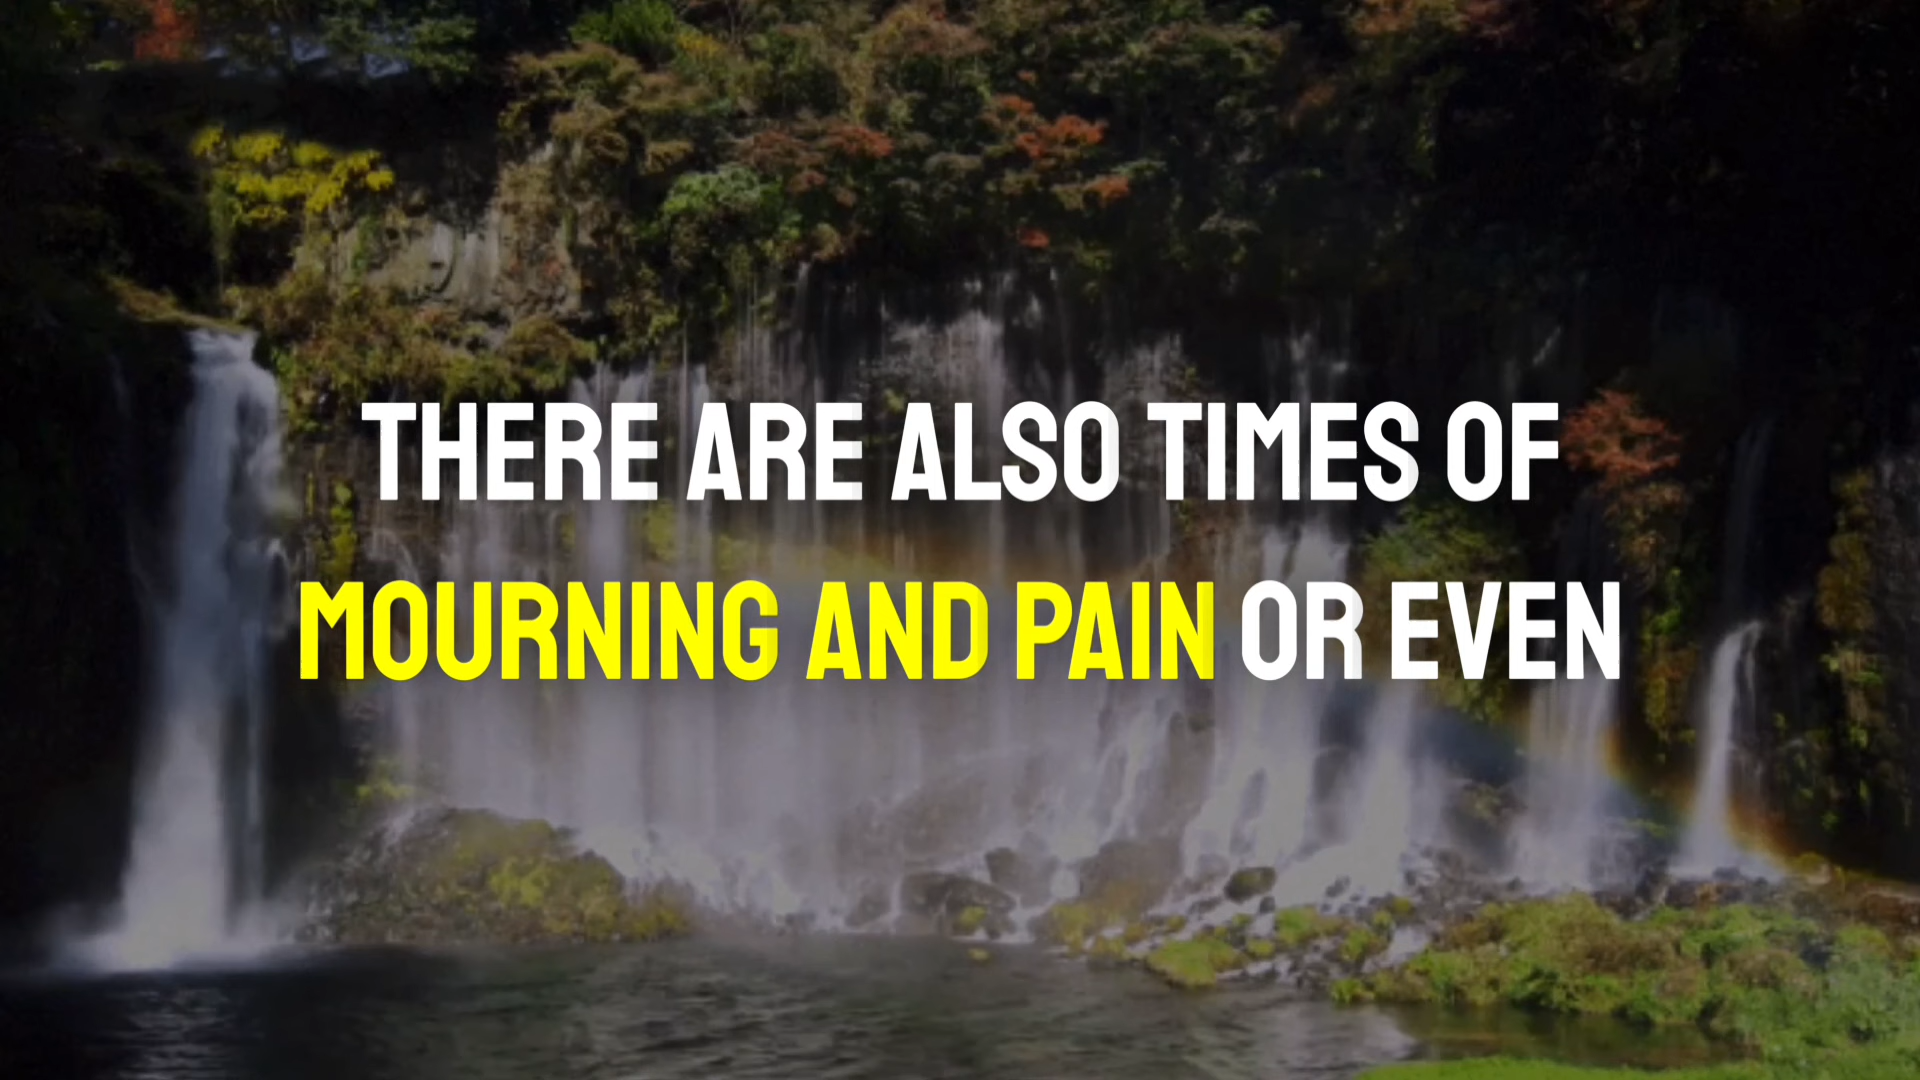 THERE ARE ALSO TIMES OF
MOURNING AND PAIN OR EVEN